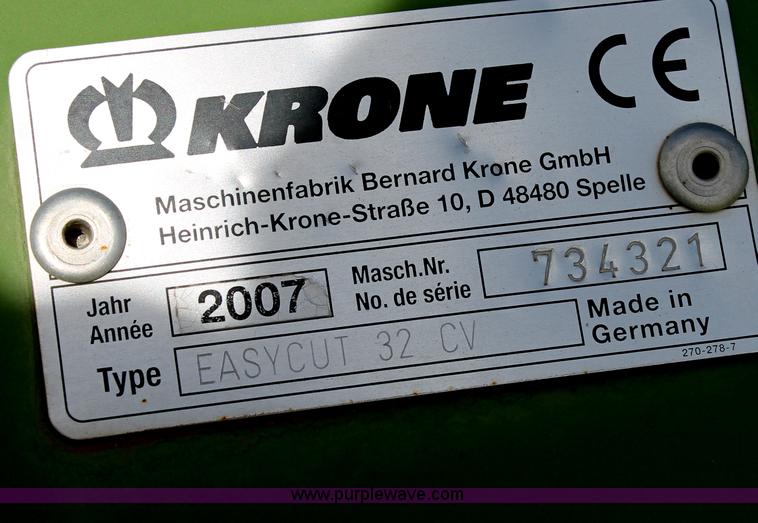 KRONE CE
Maschinenfabrik Bernard Krone GmbH
Heinrich-Krone-Straße 10, D 48480 Spelle
Jahr
Année
2007
Masch.Nr.
No. de série
734321
Type
EASYCUT 32 CV
Made in
Germany
270-278-7
www.purplewave.com